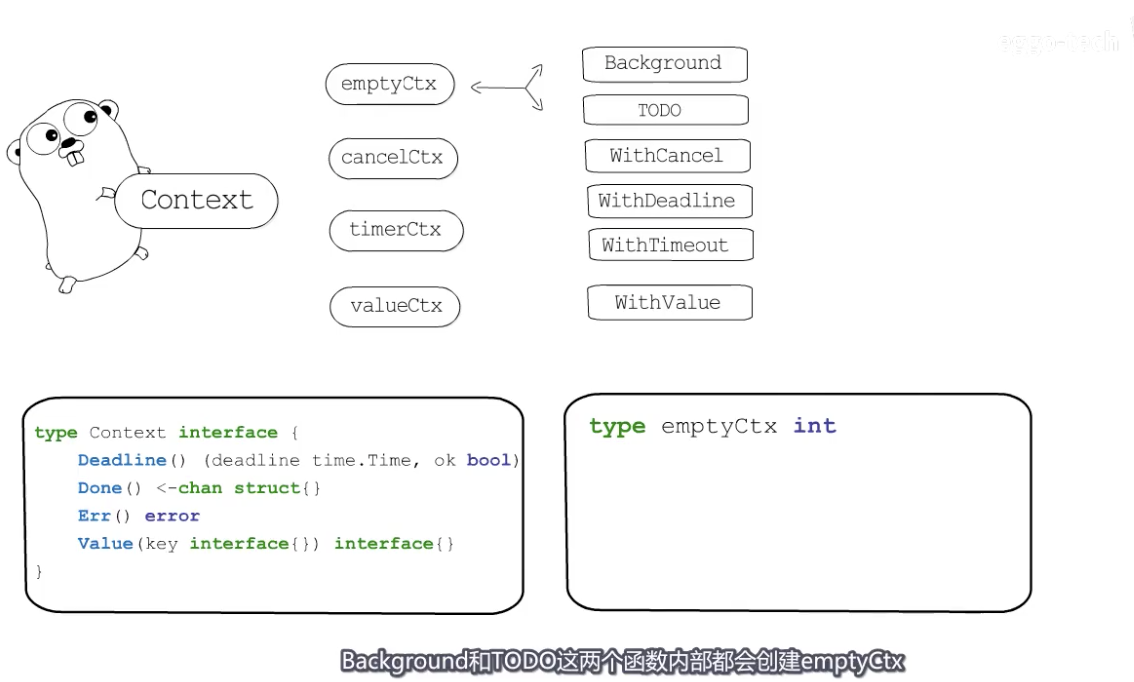 emptyCtx
cancelCtx
timerCtx
valueCtx
Context
Background
TODO
WithCancel
WithDeadline
WithTimeout
WithValue
type Context interface {
Deadline() (deadline time.Time, ok bool)
Done() <-chan struct{}
Err() error
Value(key interface{}) interface{}
}
type emptyCtx int
Background和TODO这两个函数内部都会创建emptyCtx